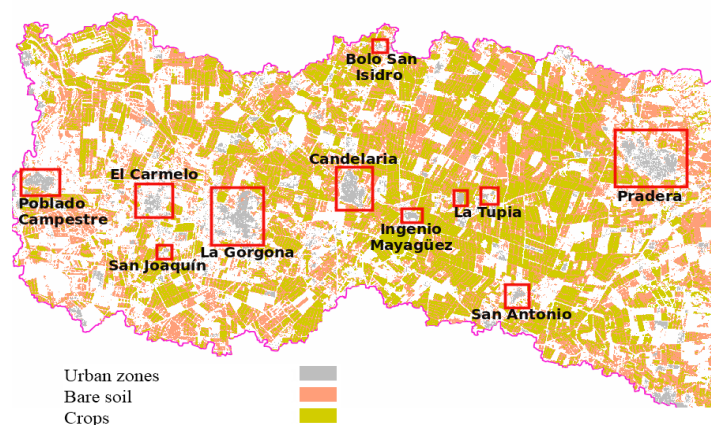 Bolo San
Isidro
Candelaria
El Carmelo
Poblado
Campestre
La Tupia
Pradera
Ingenio
Mayagüez
La Gorgona
San Joaquín
San Antonio
Urban zones
Bare soil
Crops